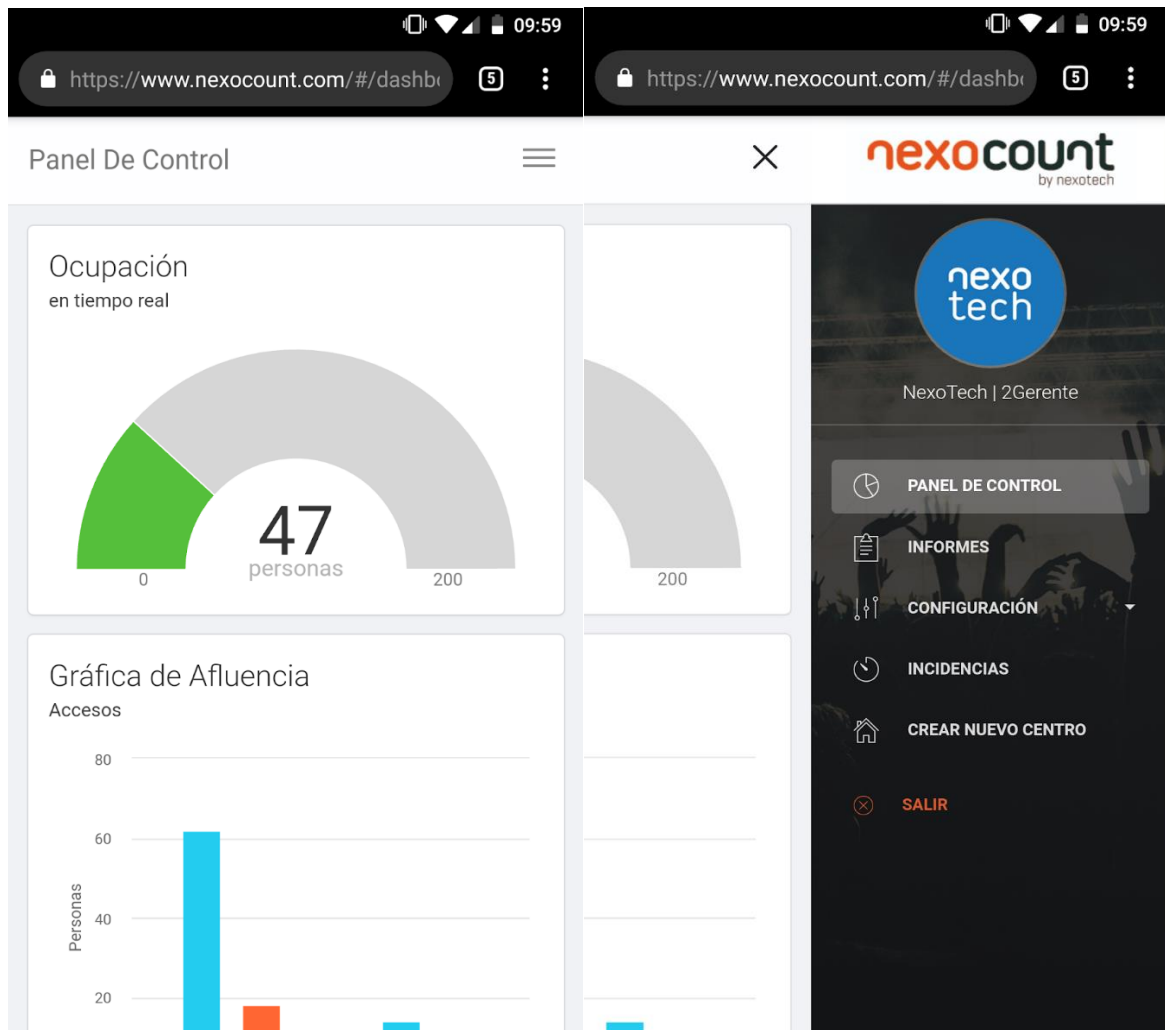 09:59
https://www.nexocount.com/#/dashb
5
Panel De Control
Ocupación
en tiempo real
47
personas
0
200
Gráfica de Afluencia
Accesos
80
60
40
20
Personas
09:59
https://www.nexocount.com/#/dashb
5
nexocount
by nexotech
200
nexo
tech
NexoTech | 2Gerente
PANEL DE CONTROL
INFORMES
CONFIGURACIÓN
INCIDENCIAS
CREAR NUEVO CENTRO
SALIR